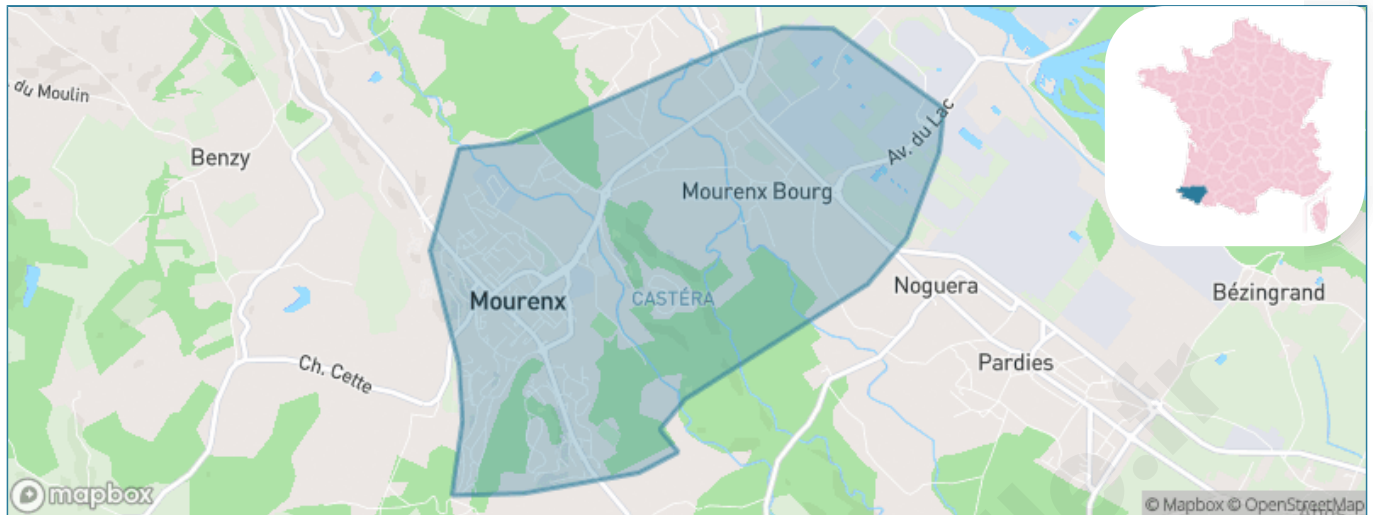 du Moulin
Benzy
Av. du Lac
Mourenx Bourg
Noguera
CASTÉRA
Mourenx
Bézingrand
Pardies
Ch. Cette
mapbox
© Mapbox © OpenStreetMap